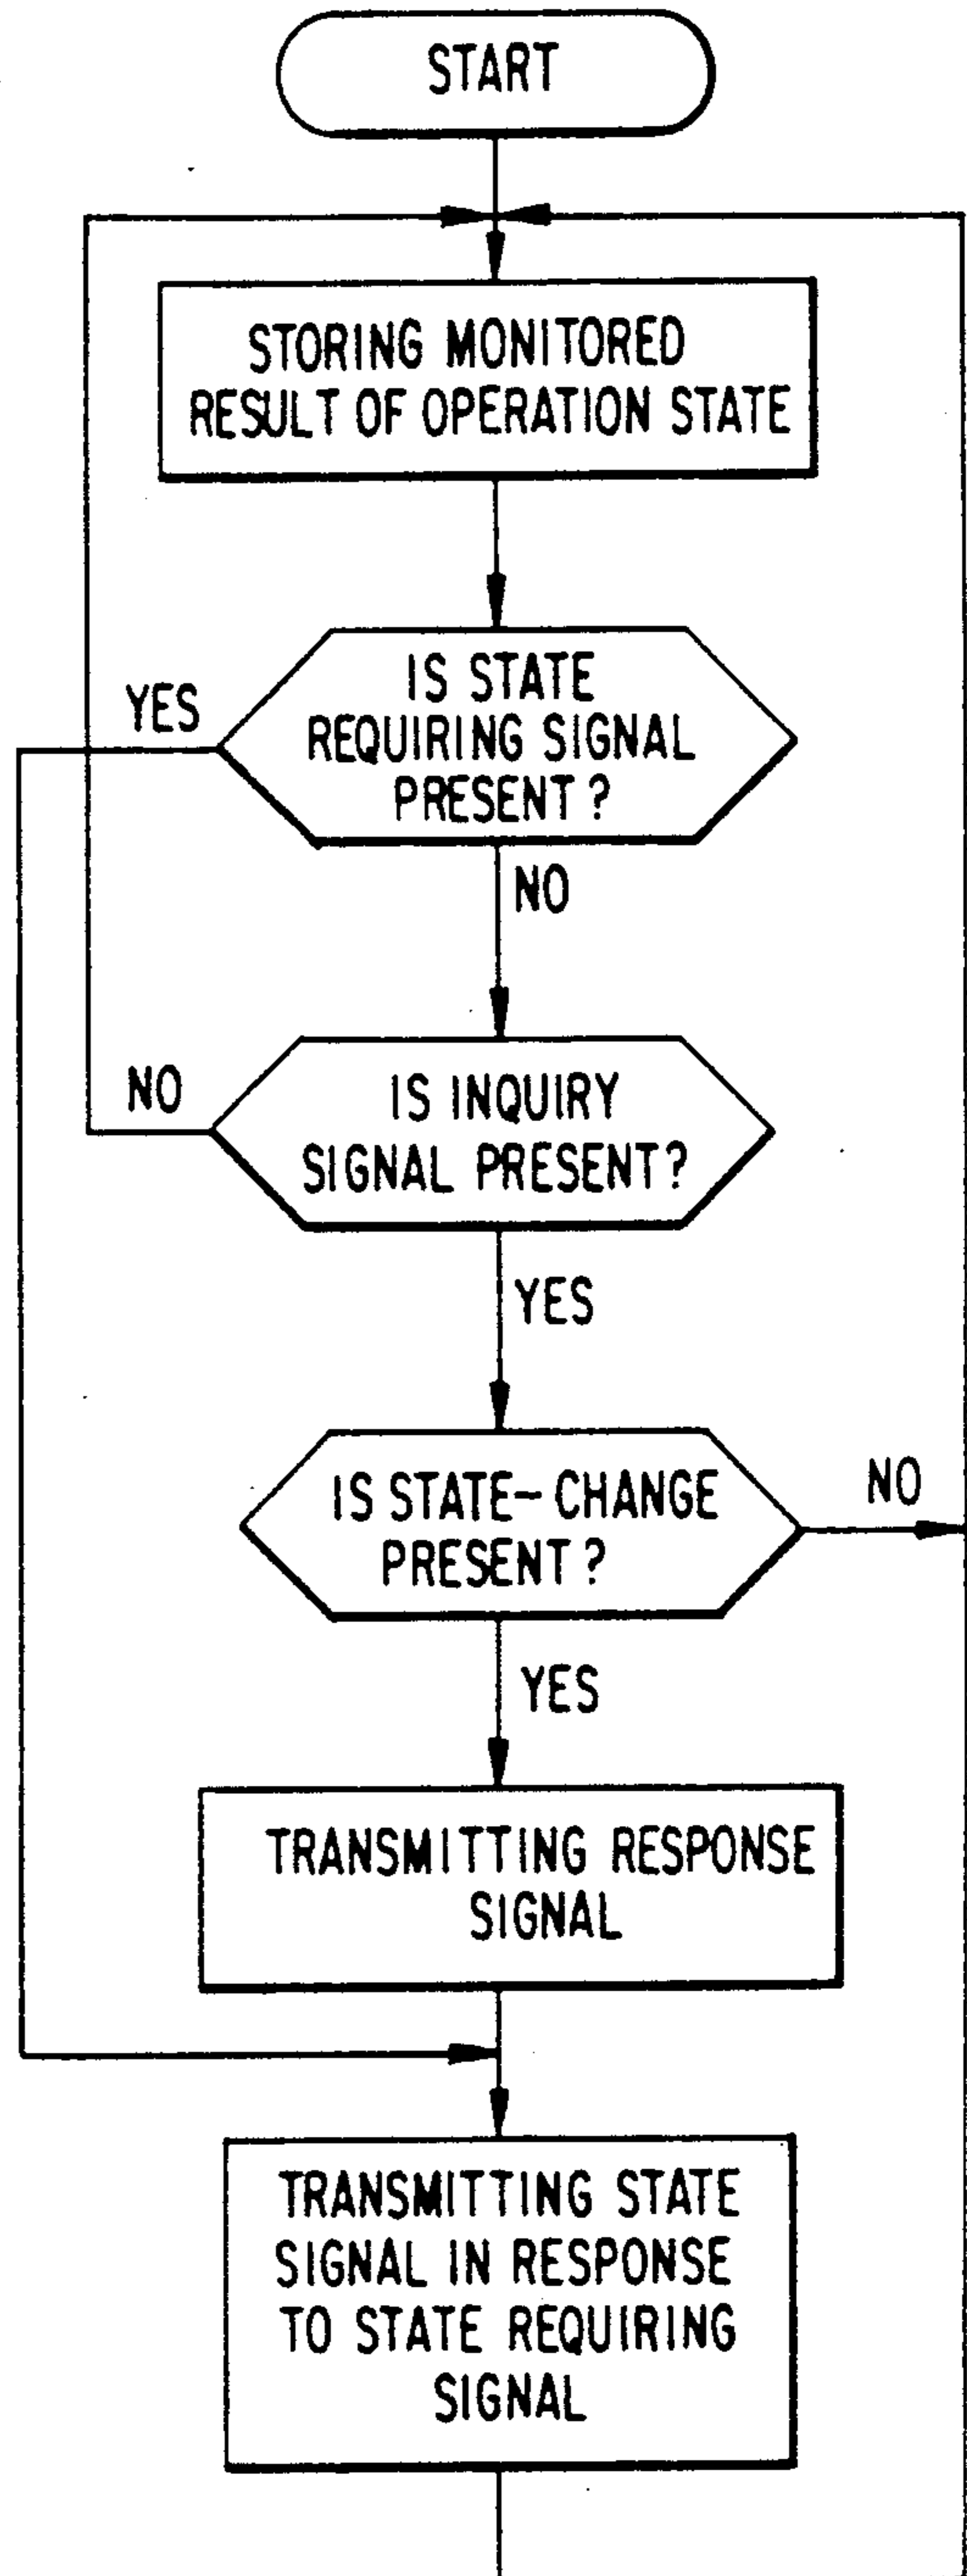 START
STORING MONITORED
RESULT OF OPERATION STATE
IS STATE
REQUIRING SIGNAL
PRESENT?
YES
NO
IS INQUIRY
SIGNAL PRESENT?
NO
YES
IS STATE-CHANGE
PRESENT?
NO
YES
TRANSMITTING RESPONSE
SIGNAL
TRANSMITTING STATE
SIGNAL IN RESPONSE
TO STATE REQUIRING
SIGNAL